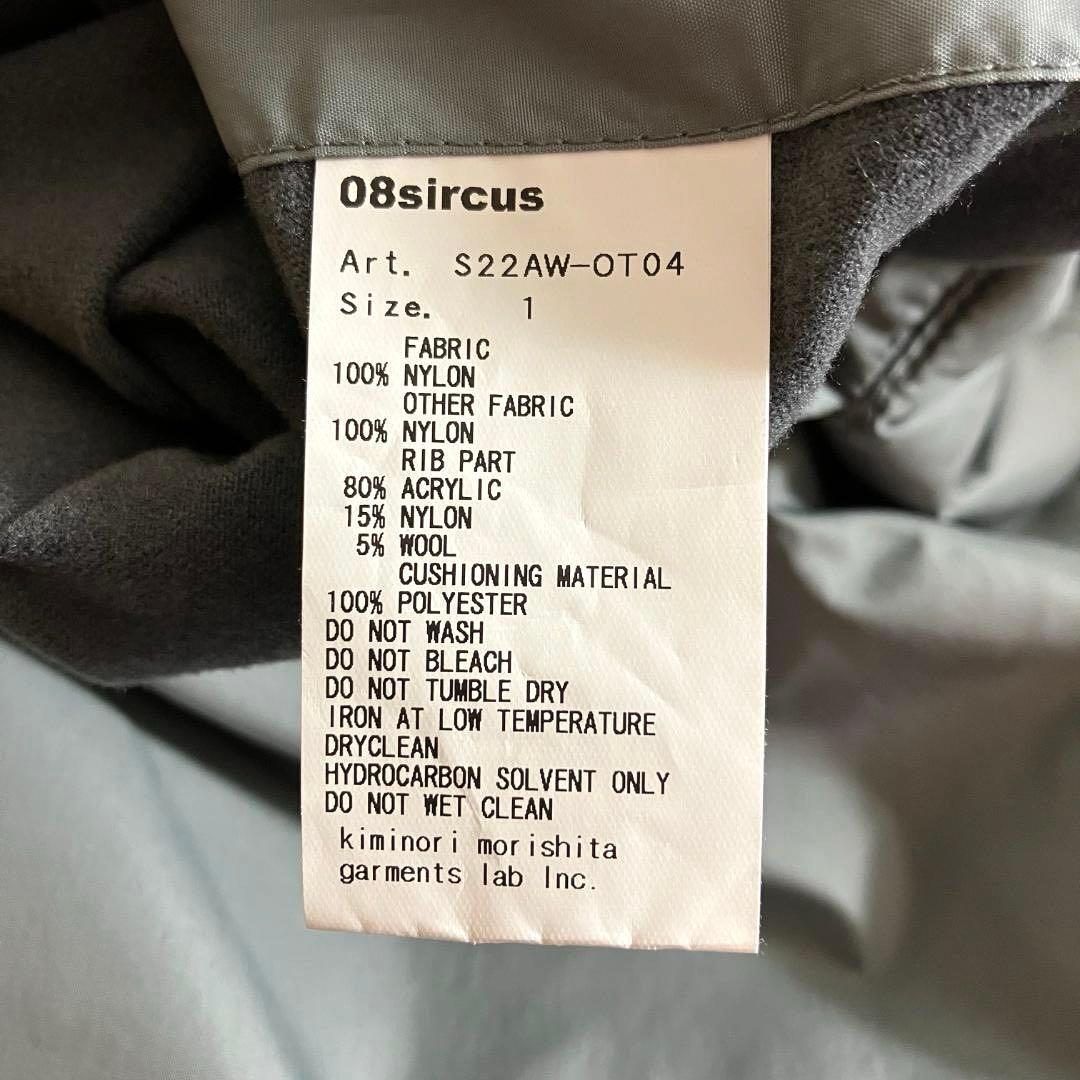 08sircus
Art. S22AW-OT04
Size. 1
FABRIC
100% NYLON
OTHER FABRIC
100% NYLON
RIB PART
80% ACRYLIC
15% NYLON
5% WOOL
CUSHIONING MATERIAL
100% POLYESTER
DO NOT WASH
DO NOT BLEACH
DO NOT TUMBLE DRY
IRON AT LOW TEMPERATURE
DRYCLEAN
HYDROCARBON SOLVENT ONLY
DO NOT WET CLEAN
kiminori morishita
garments lab Inc.